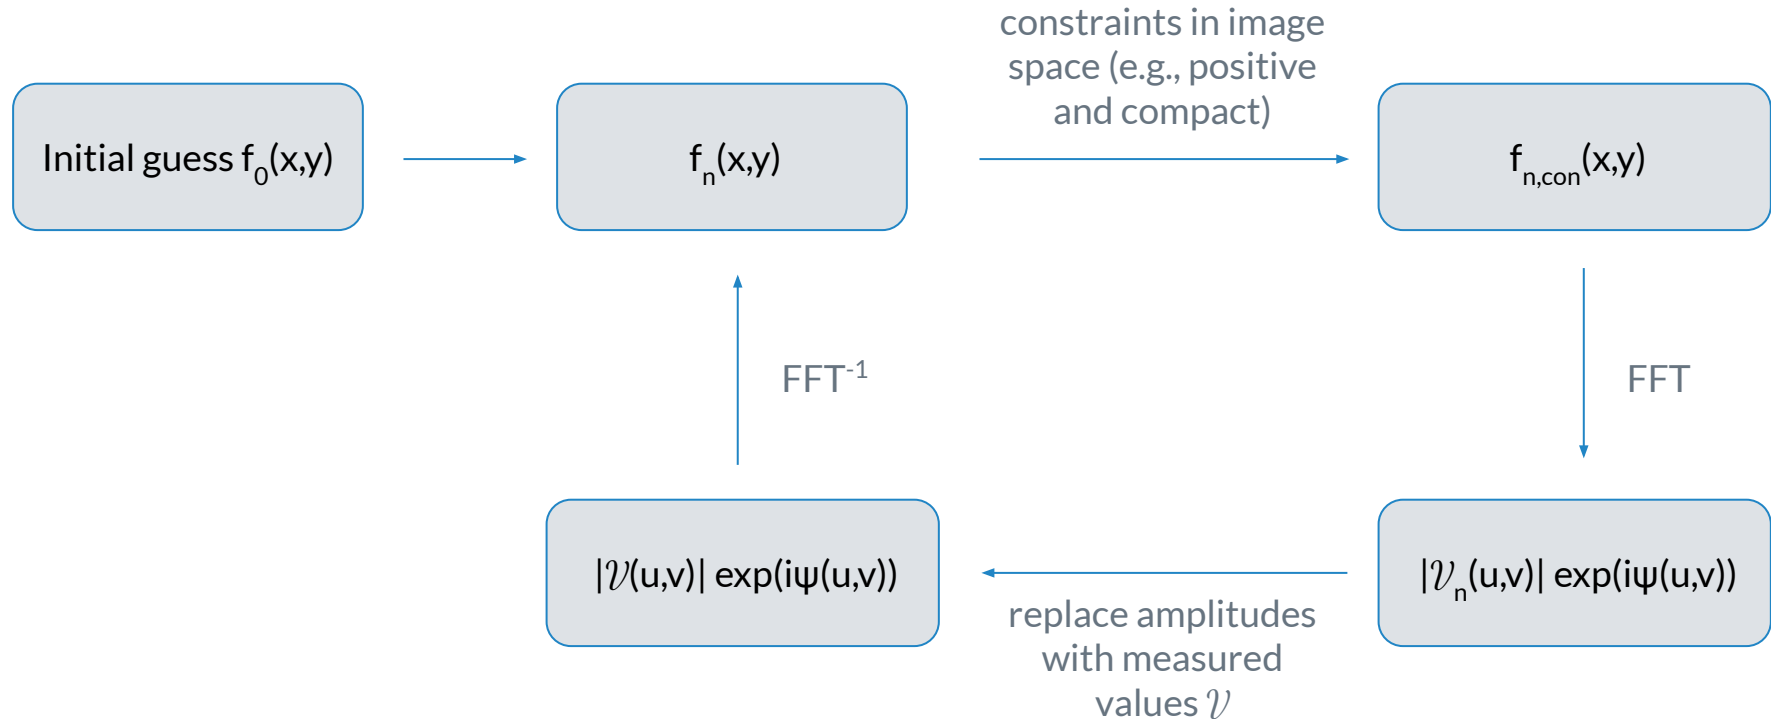 constraints in image
space (e.g., positive
and compact)
Initial guess f₀(x,y)
fₙ(x,y)
f_{n,con}(x,y)
FFT⁻¹
FFT
|𝒱(u,v)| exp(iψ(u,v))
|𝒱ₙ(u,v)| exp(iψ(u,v))
replace amplitudes
with measured
values 𝒱